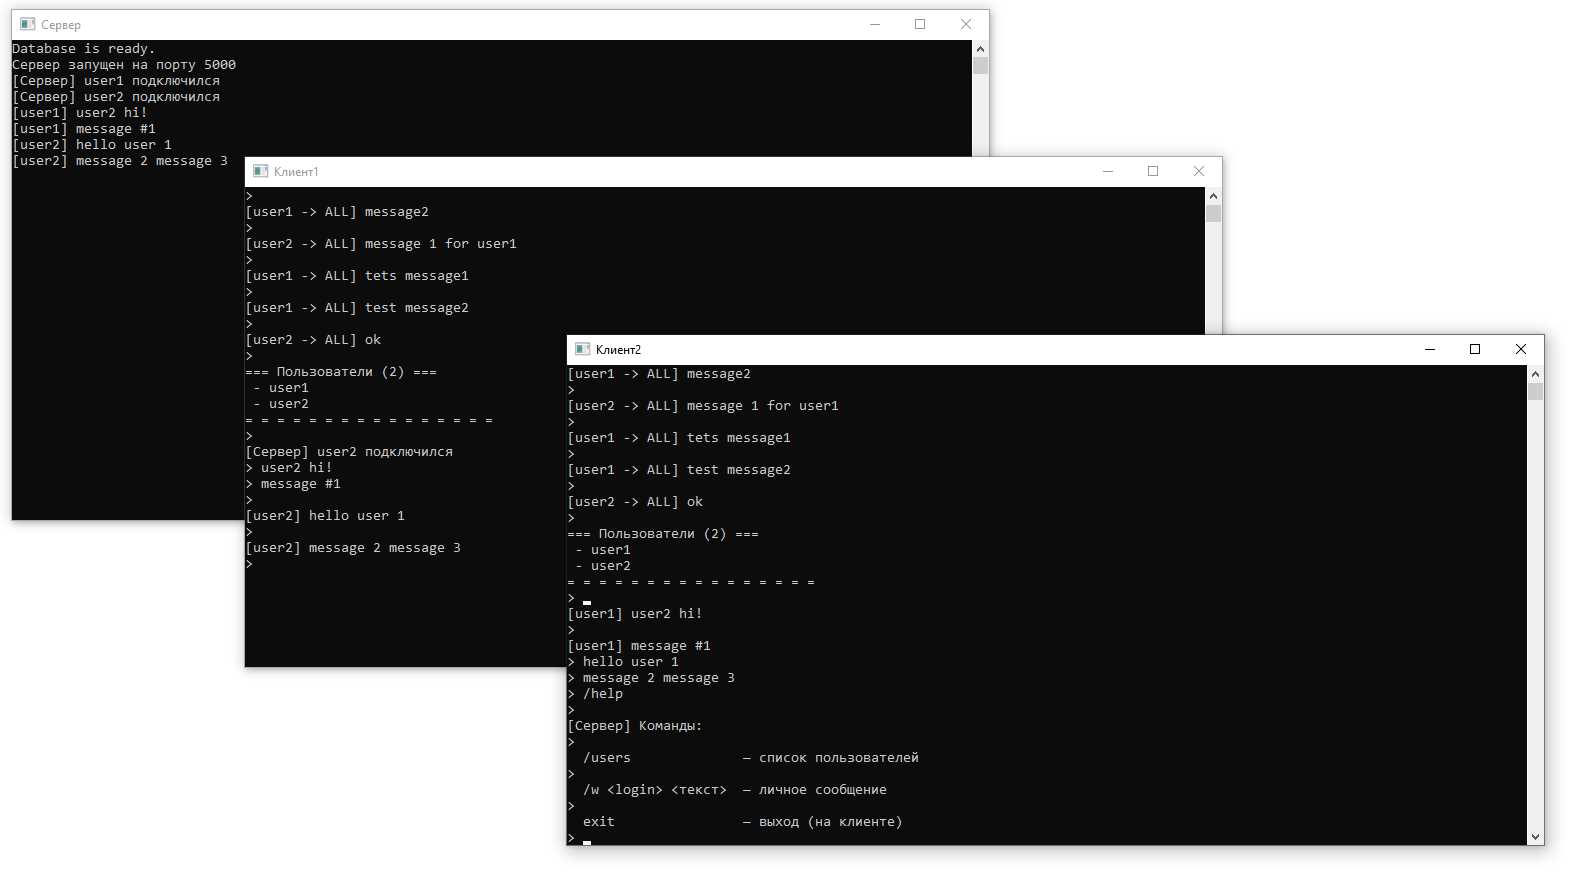 Сервер
Database is ready.
Сервер запущен на порту 5000
[Сервер] user1 подключился
[Сервер] user2 подключился
[user1] user2 hi!
[user1] message #1
[user2] hello user 1
[user2] message 2 message 3
Клиент1
>
[user1 -> ALL] message2
>
[user2 -> ALL] message 1 for user1
>
[user1 -> ALL] tets message1
>
[user1 -> ALL] test message2
>
[user2 -> ALL] ok
>
=== Пользователи (2) ===
- user1
- user2
= = = = = = = = = = = = = = = =
>
[Сервер] user2 подключился
> user2 hi!
> message #1
>
[user2] hello user 1
>
[user2] message 2 message 3
>
Клиент2
[user1 -> ALL] message2
>
[user2 -> ALL] message 1 for user1
>
[user1 -> ALL] tets message1
>
[user1 -> ALL] test message2
>
[user2 -> ALL] ok
>
=== Пользователи (2) ===
- user1
- user2
= = = = = = = = = = = = = = = =
>
[user1] user2 hi!
>
[user1] message #1
> hello user 1
> message 2 message 3
> /help
>
[Сервер] Команды:
>
/users – список пользователей
>
/w <login> <текст> – личное сообщение
>
exit – выход (на клиенте)
>